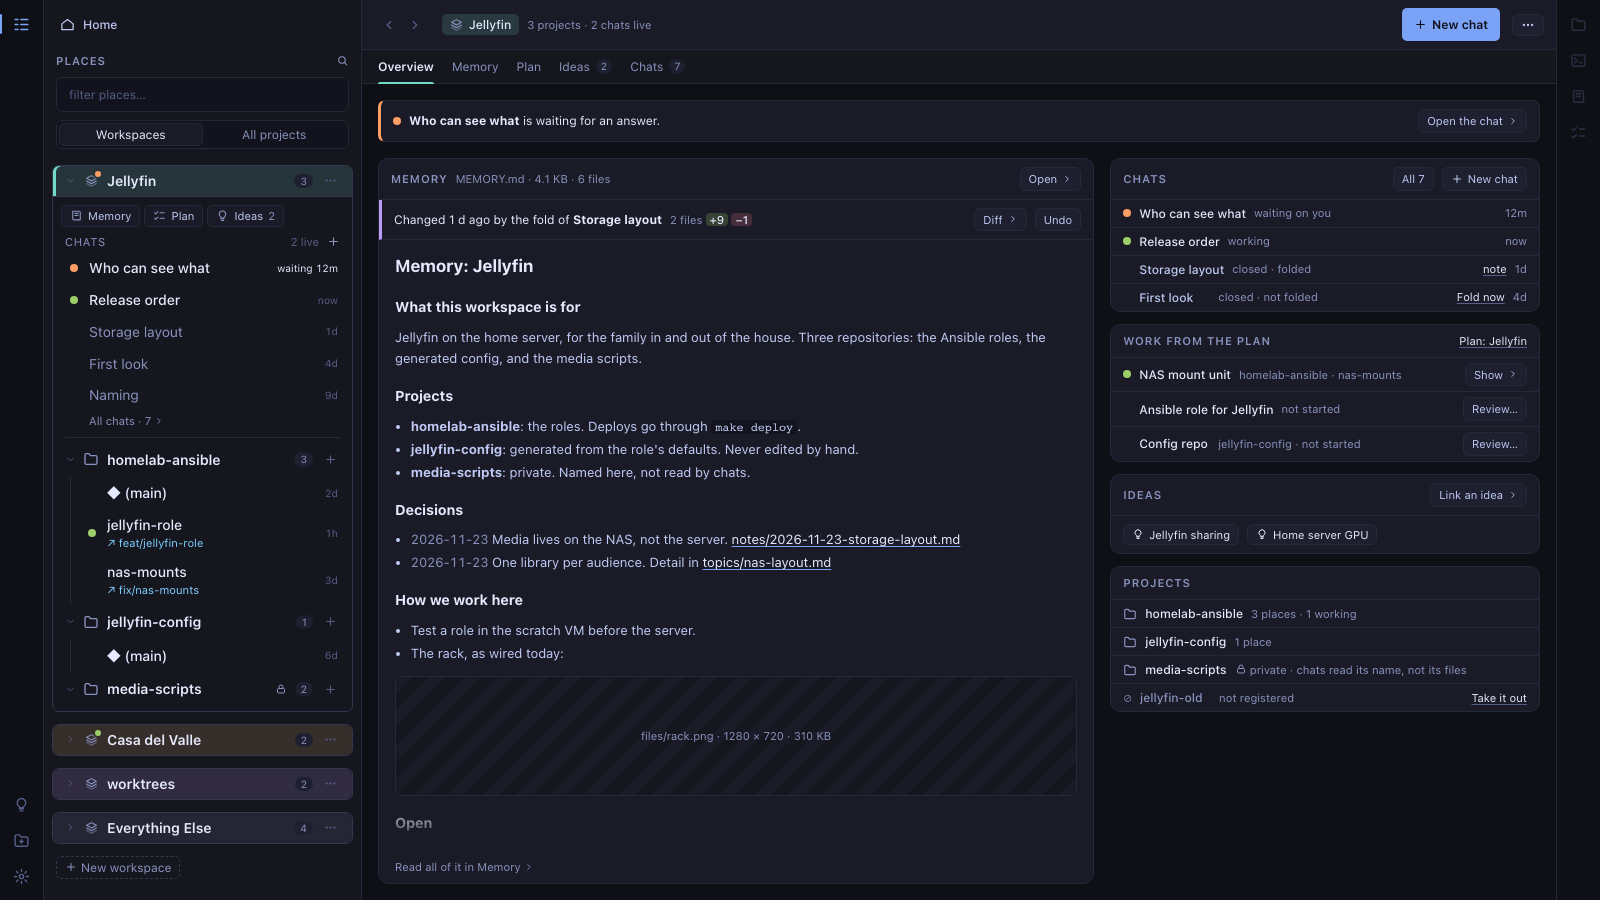 Home
PLACES
filter places...
Workspaces
All projects
Jellyfin
3
Memory
Plan
Ideas 2
CHATS
2 live
Who can see what
waiting 12m
Release order
now
Storage layout
1d
First look
4d
Naming
9d
All chats · 7
homelab-ansible
3
(main)
2d
jellyfin-role
feat/jellyfin-role
1h
nas-mounts
fix/nas-mounts
3d
jellyfin-config
1
(main)
6d
media-scripts
2
Casa del Valle
2
worktrees
2
Everything Else
4
+ New workspace
Jellyfin
3 projects · 2 chats live
+ New chat
Overview
Memory
Plan
Ideas 2
Chats 7
Who can see what is waiting for an answer.
Open the chat
MEMORY MEMORY.md · 4.1 KB · 6 files
Open
Changed 1 d ago by the fold of Storage layout 2 files +9 −1
Diff
Undo
Memory: Jellyfin
What this workspace is for
Jellyfin on the home server, for the family in and out of the house. Three repositories: the Ansible roles, the
generated config, and the media scripts.
Projects
• homelab-ansible: the roles. Deploys go through make deploy.
• jellyfin-config: generated from the role's defaults. Never edited by hand.
• media-scripts: private. Named here, not read by chats.
Decisions
• 2026-11-23 Media lives on the NAS, not the server. notes/2026-11-23-storage-layout.md
• 2026-11-23 One library per audience. Detail in topics/nas-layout.md
How we work here
• Test a role in the scratch VM before the server.
• The rack, as wired today:
files/rack.png · 1280 × 720 · 310 KB
Open
Read all of it in Memory
CHATS
All 7
+ New chat
Who can see what waiting on you
12m
Release order working
now
Storage layout closed · folded
note 1d
First look closed · not folded
Fold now 4d
WORK FROM THE PLAN
Plan: Jellyfin
NAS mount unit homelab-ansible · nas-mounts
Show
Ansible role for Jellyfin not started
Review...
Config repo jellyfin-config · not started
Review...
IDEAS
Link an idea
Jellyfin sharing
Home server GPU
PROJECTS
homelab-ansible 3 places · 1 working
jellyfin-config 1 place
media-scripts private · chats read its name, not its files
jellyfin-old not registered
Take it out